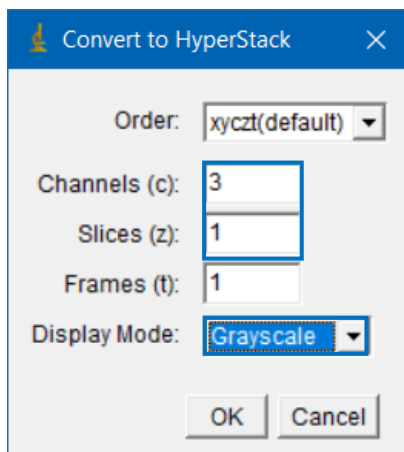 Convert to HyperStack
Order: xyczt(default)
Channels (c): 3
Slices (z): 1
Frames (t): 1
Display Mode: Grayscale
OK Cancel